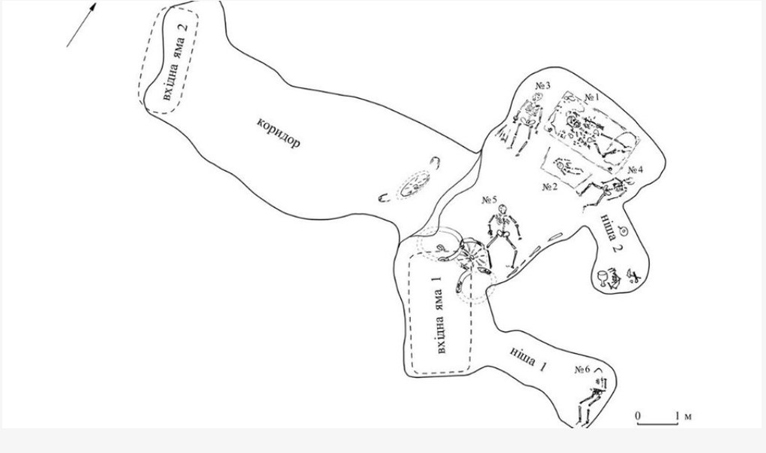 вхідна яма 2
коридор
№3
№1
№4
№2
№5
ніша 2
вхідна яма 1
ніша 1
№6
0 1 м